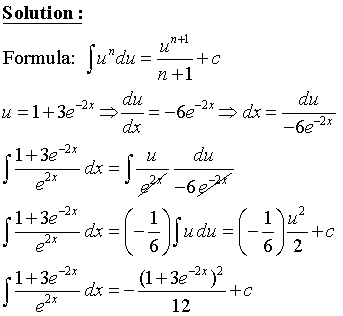 Solution :
Formula: ∫uⁿdu = uⁿ⁺¹/(n+1) + c
u = 1+3e⁻²ˣ ⇒ du/dx = −6e⁻²ˣ ⇒ dx = du/(−6e⁻²ˣ)
∫ (1+3e⁻²ˣ)/e²ˣ dx = ∫ u/e²ˣ du/(−6e⁻²ˣ)
∫ (1+3e⁻²ˣ)/e²ˣ dx = (−1/6)∫u du = (−1/6) u²/2 + c
∫ (1+3e⁻²ˣ)/e²ˣ dx = −(1+3e⁻²ˣ)²/12 + c